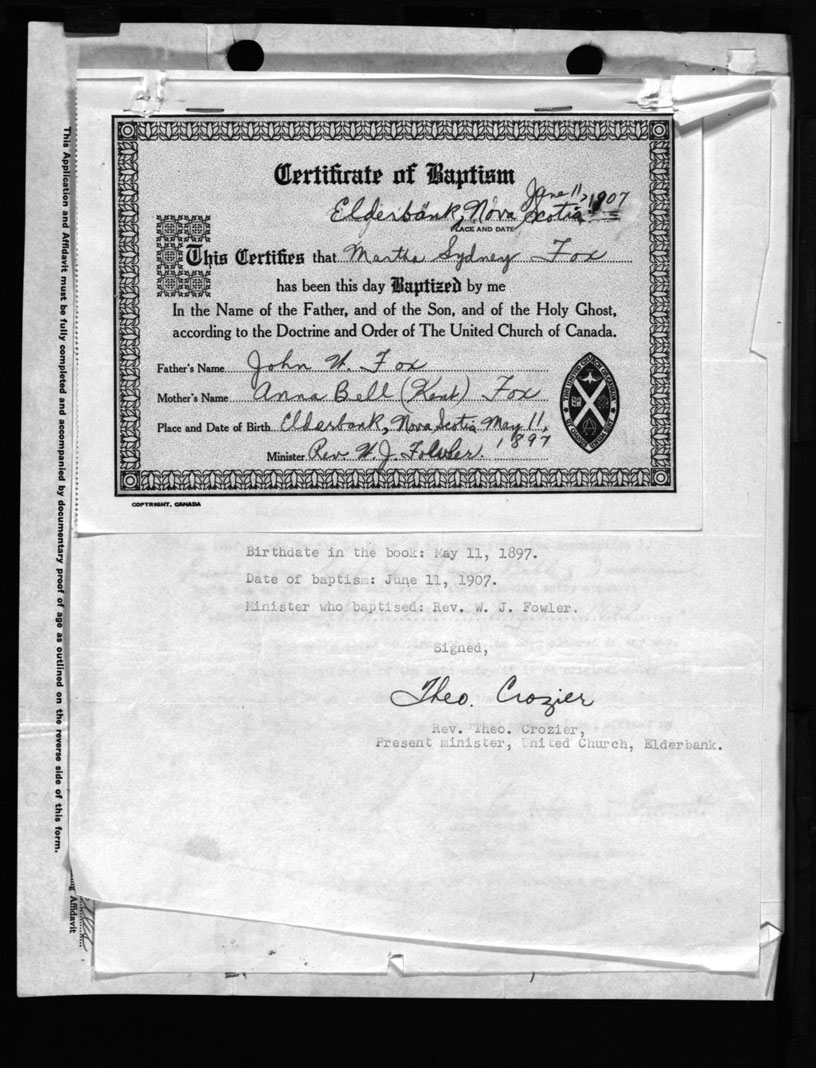 Certificate of Baptism
June 11, 1907
Elderbank, Nova Scotia
PLACE AND DATE
This Certifies that Martha Sydney Fox
has been this day Baptized by me
In the Name of the Father, and of the Son, and of the Holy Ghost,
according to the Doctrine and Order of The United Church of Canada.
Father's Name John W. Fox
Mother's Name Anna Bell (Kent) Fox
Place and Date of Birth Elderbank, Nova Scotia May 11,
1897
Minister Rev. W. J. Fowler.
COPYRIGHT, CANADA
Birthdate in the book: May 11, 1897.
Date of baptism: June 11, 1907.
Minister who baptised: Rev. W. J. Fowler.
Signed,
Theo. Crozier
Rev. Theo. Crozier,
Present minister, United Church, Elderbank.
This Application and Affidavit must be fully completed and accompanied by documentary proof of age as outlined on the reverse side of this form.
Affidavit